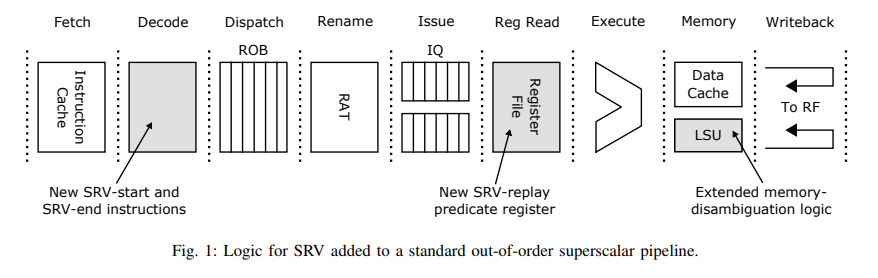 Fetch Decode Dispatch Rename Issue Reg Read Execute Memory Writeback
ROB IQ
Instruction
Cache
RAT
Register
File
Data
Cache
LSU
To RF
New SRV-start and
SRV-end instructions
New SRV-replay
predicate register
Extended memory-
disambiguation logic
Fig. 1: Logic for SRV added to a standard out-of-order superscalar pipeline.